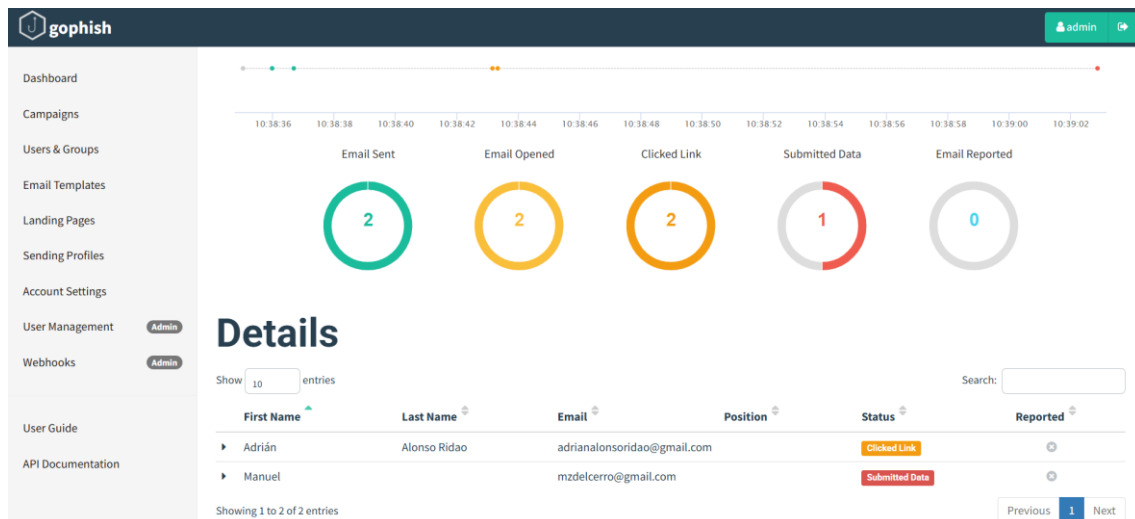 gophish
admin
Dashboard
Campaigns
Users & Groups
Email Templates
Landing Pages
Sending Profiles
Account Settings
User Management Admin
Webhooks Admin
User Guide
API Documentation
10:38:36 10:38:38 10:38:40 10:38:42 10:38:44 10:38:46 10:38:48 10:38:50 10:38:52 10:38:54 10:38:56 10:38:58 10:39:00 10:39:02
Email Sent Email Opened Clicked Link Submitted Data Email Reported
2 2 2 1 0
Details
Show 10 entries Search:
First Name Last Name Email Position Status Reported
Adrián Alonso Ridao adrianalonsoridao@gmail.com Clicked Link
Manuel mzdelcerro@gmail.com Submitted Data
Showing 1 to 2 of 2 entries Previous 1 Next